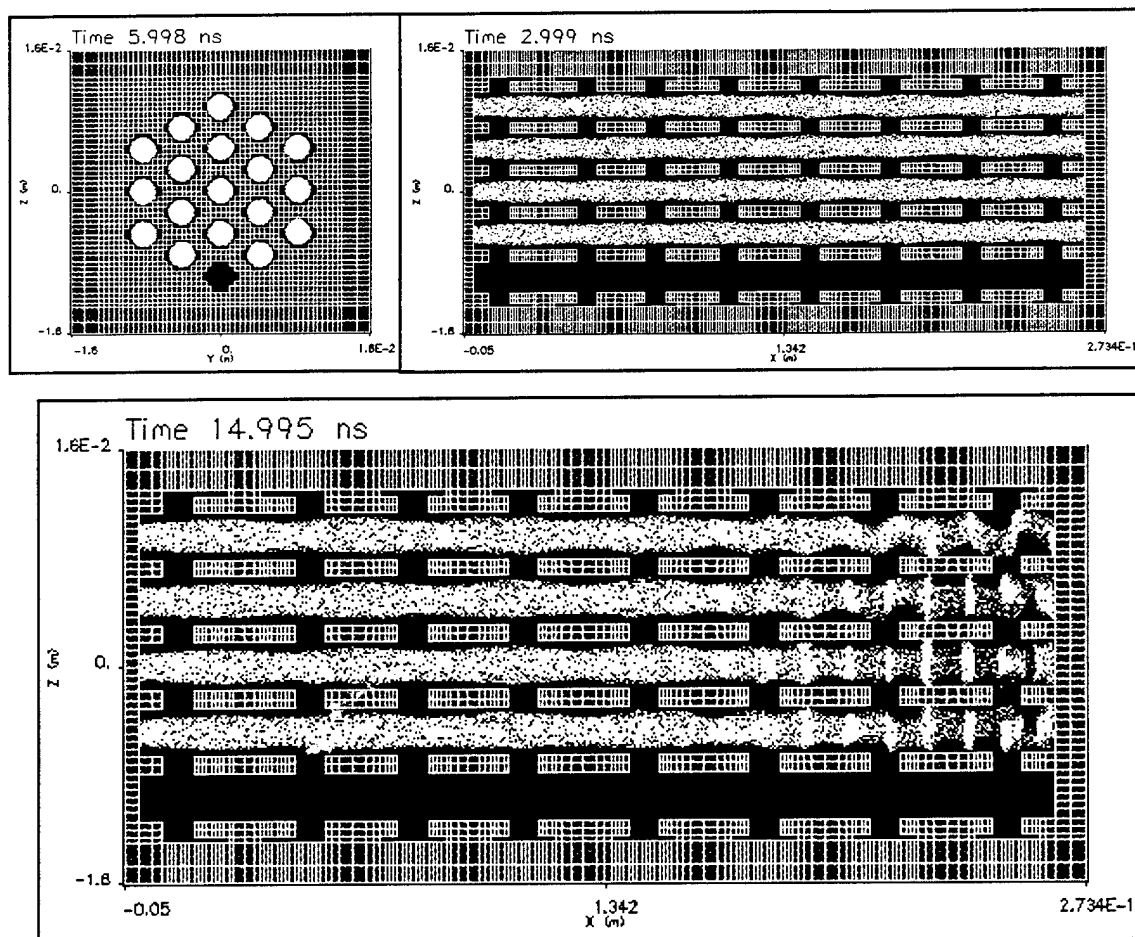 Time 5.998 ns
1.6E-2
Z (m)
0.
-1.6
-1.6
0.
1.6E-2
Y (m)
Time 2.999 ns
1.6E-2
Z (m)
0.
-1.6
-0.05
1.342
2.734E-1
X (m)
Time 14.995 ns
1.6E-2
Z (m)
0.
-1.6
-0.05
1.342
2.734E-1
X (m)